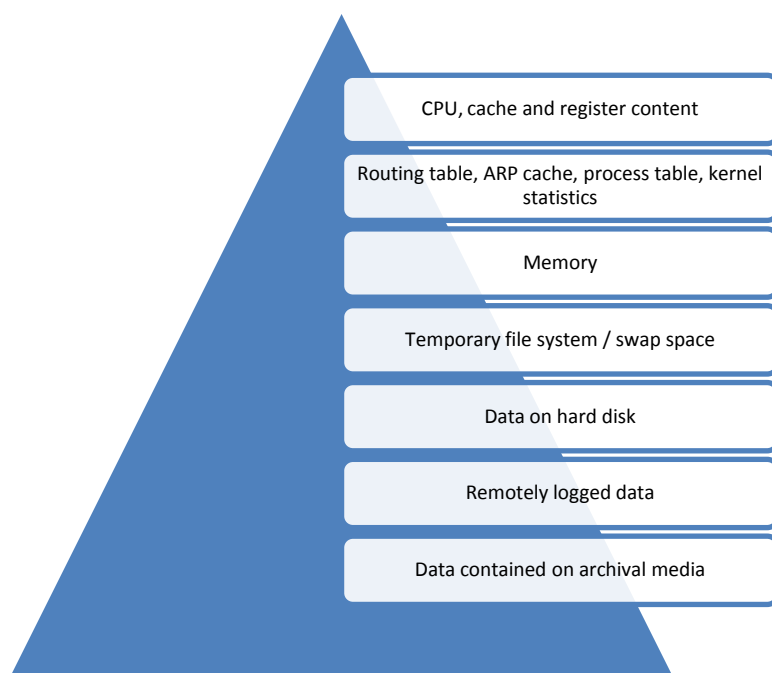 CPU, cache and register content
Routing table, ARP cache, process table, kernel
statistics
Memory
Temporary file system / swap space
Data on hard disk
Remotely logged data
Data contained on archival media